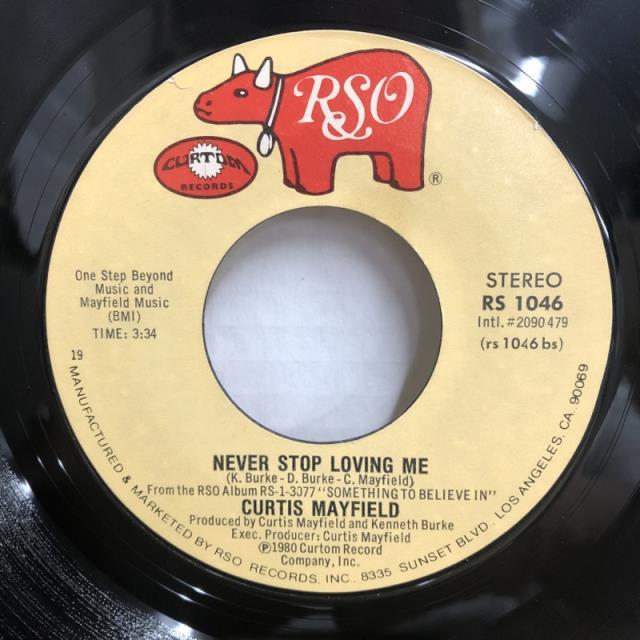 RSO
®
CURTOM
RECORDS
One Step Beyond
Music and
Mayfield Music
(BMI)
TIME: 3:34
STEREO
RS 1046
Intl.#2090479
(rs 1046 bs)
19
NEVER STOP LOVING ME
(K. Burke - D. Burke - C. Mayfield)
From the RSO Album RS-1-3077 "SOMETHING TO BELIEVE IN"
CURTIS MAYFIELD
Produced by Curtis Mayfield and Kenneth Burke
Exec. Producer: Curtis Mayfield
℗1980 Curtom Record
Company, Inc.
MANUFACTURED & MARKETED BY RSO RECORDS, INC. 8335 SUNSET BLVD., LOS ANGELES, CA. 90069